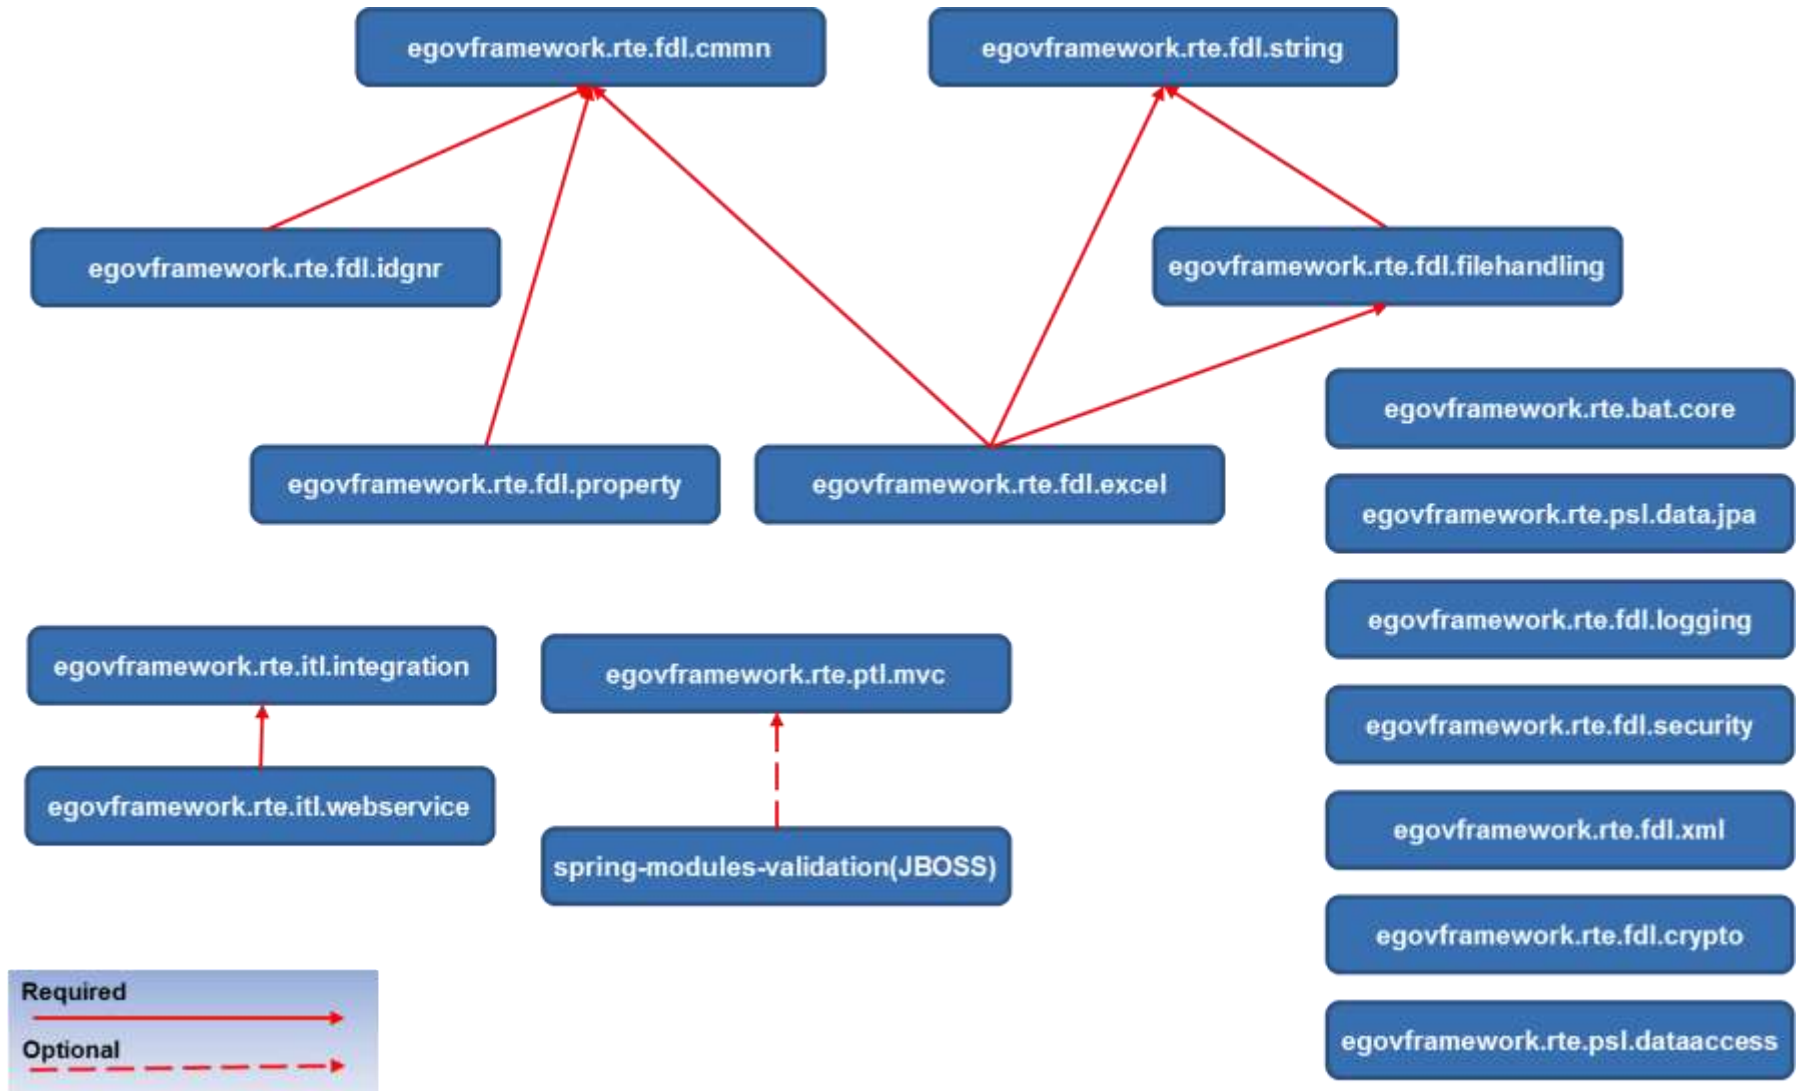 egovframework.rte.fdl.cmmn
egovframework.rte.fdl.string
egovframework.rte.fdl.idgnr
egovframework.rte.fdl.filehandling
egovframework.rte.fdl.property
egovframework.rte.fdl.excel
egovframework.rte.bat.core
egovframework.rte.psl.data.jpa
egovframework.rte.fdl.logging
egovframework.rte.fdl.security
egovframework.rte.fdl.xml
egovframework.rte.fdl.crypto
egovframework.rte.psl.dataaccess
egovframework.rte.itl.integration
egovframework.rte.itl.webservice
egovframework.rte.ptl.mvc
spring-modules-validation(JBOSS)
Required
Optional